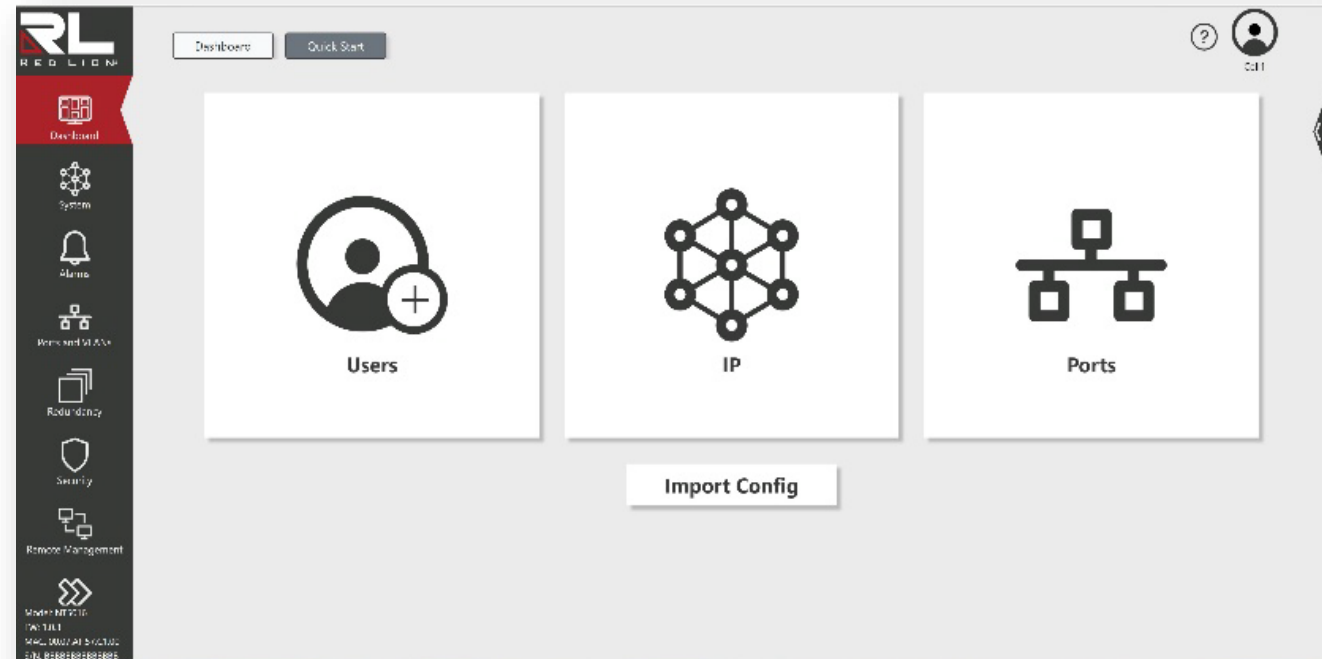 RL
RED LION
Dashboard
Quick Start
?
Dashboard
System
Alarms
Ports and VLANs
Redundancy
Security
Remote Management
Users
IP
Ports
Import Config